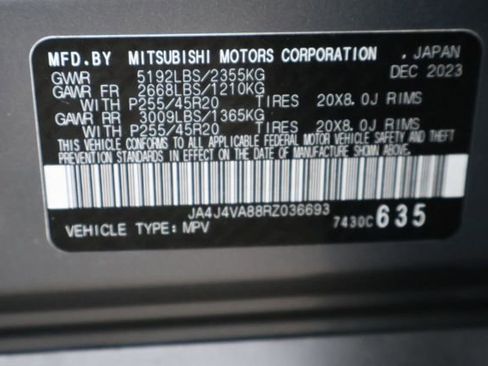 MFD.BY MITSUBISHI MOTORS CORPORATION , JAPAN
GVWR 5192LBS/2355KG DEC 2023
GAWR FR 2668LBS/1210KG
WITH P255/45R20 TIRES 20X8.0J RIMS
GAWR RR 3009LBS/1365KG
WITH P255/45R20 TIRES 20X8.0J RIMS
THIS VEHICLE CONFORMS TO ALL APPLICABLE FEDERAL MOTOR VEHICLE SAFETY AND THEFT
PREVENTION STANDARDS IN EFFECT ON THE DATE OF MANUFACTURE SHOWN ABOVE.
JA4J4VA88RZ036693
VEHICLE TYPE: MPV 7430C 635